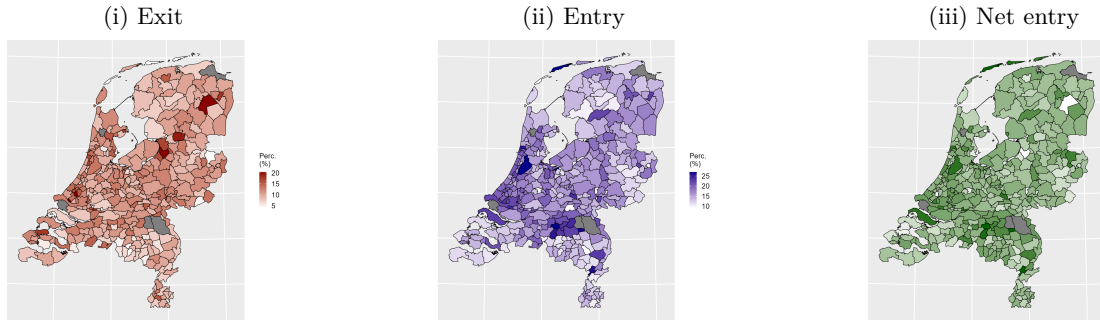 (i) Exit
(ii) Entry
(iii) Net entry
Perc.
(%)
20
15
10
5
Perc.
(%)
25
20
15
10